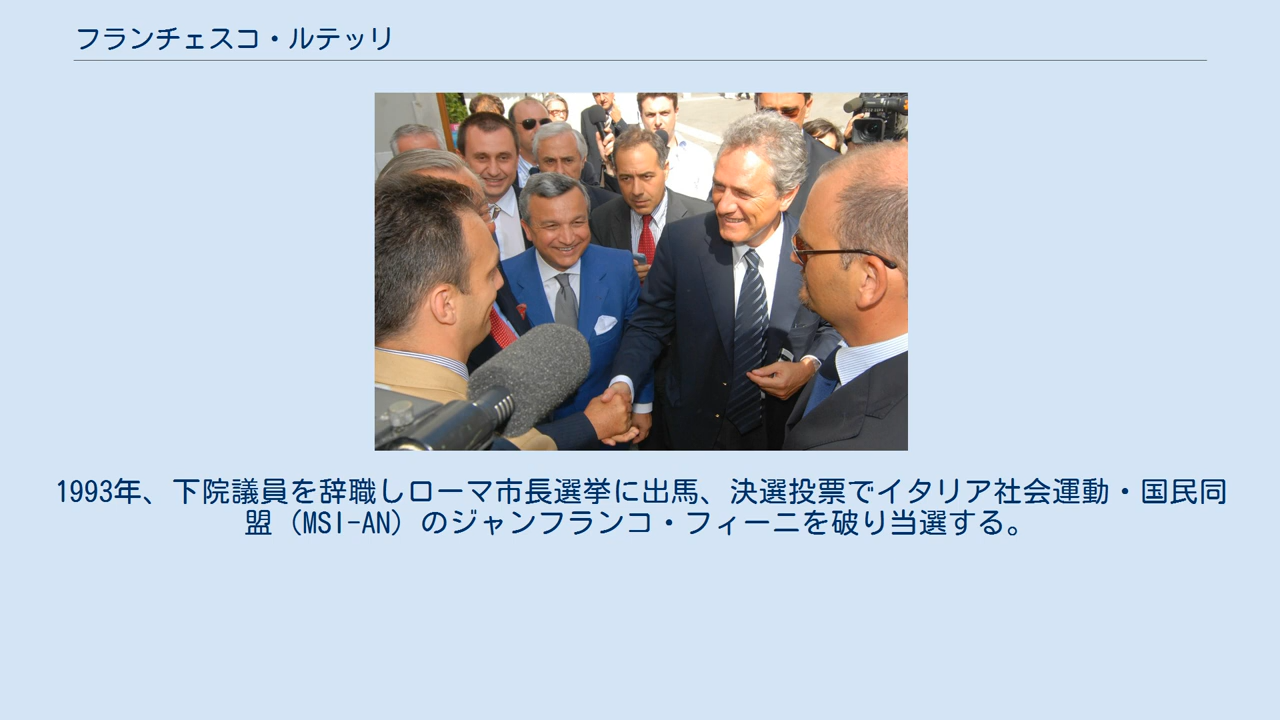 フランチェスコ・ルテッリ
1993年、下院議員を辞職しローマ市長選挙に出馬、決選投票でイタリア社会運動・国民同
盟（MSI-AN）のジャンフランコ・フィーニを破り当選する。